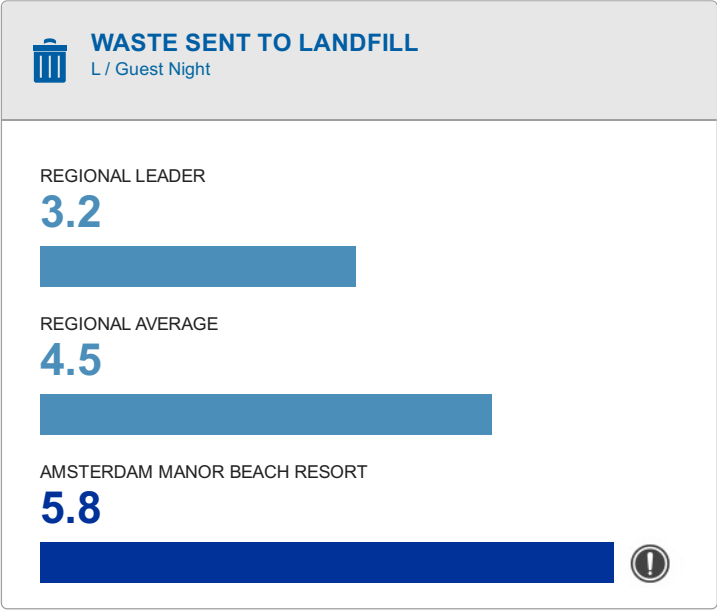 WASTE SENT TO LANDFILL
L / Guest Night
REGIONAL LEADER
3.2
REGIONAL AVERAGE
4.5
AMSTERDAM MANOR BEACH RESORT
5.8
!